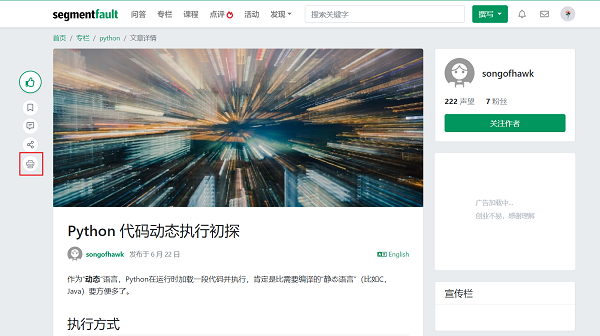 segmentfault 问答 专栏 课程 点评 活动 发现 搜索关键字 撰写
首页 / 专栏 / python / 文章详情
songofhawk
222 声望 7 粉丝
关注作者
广告加载中...
创业不易，感谢理解
Python 代码动态执行初探
songofhawk 发布于 6 月 22 日 English
作为“动态”语言，Python在运行时加载一段代码并执行，肯定是比需要编译的“静态语言”（比如C，
Java）要方便多了。
宣传栏
执行方式